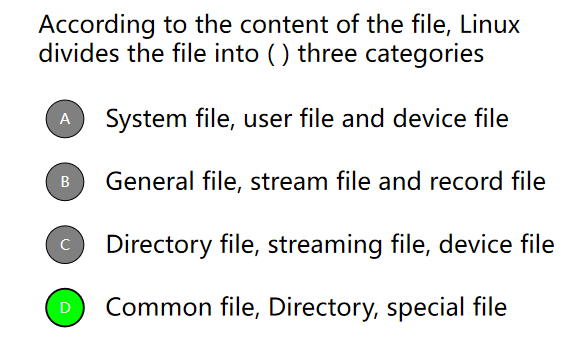 According to the content of the file, Linux
divides the file into ( ) three categories
A System file, user file and device file
B General file, stream file and record file
C Directory file, streaming file, device file
D Common file, Directory, special file